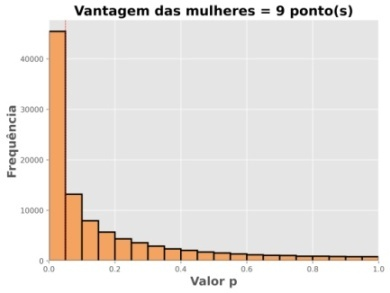 Vantagem das mulheres = 9 ponto(s)
Frequência
40000
30000
20000
10000
0
0.0 0.2 0.4 0.6 0.8 1.0
Valor p